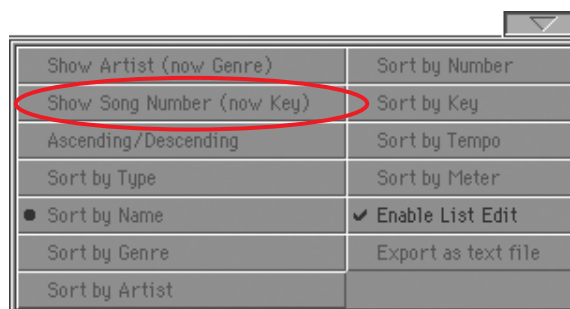 Show Artist (now Genre)
Show Song Number (now Key)
Ascending/Descending
Sort by Type
Sort by Name
Sort by Genre
Sort by Artist
Sort by Number
Sort by Key
Sort by Tempo
Sort by Meter
Enable List Edit
Export as text file